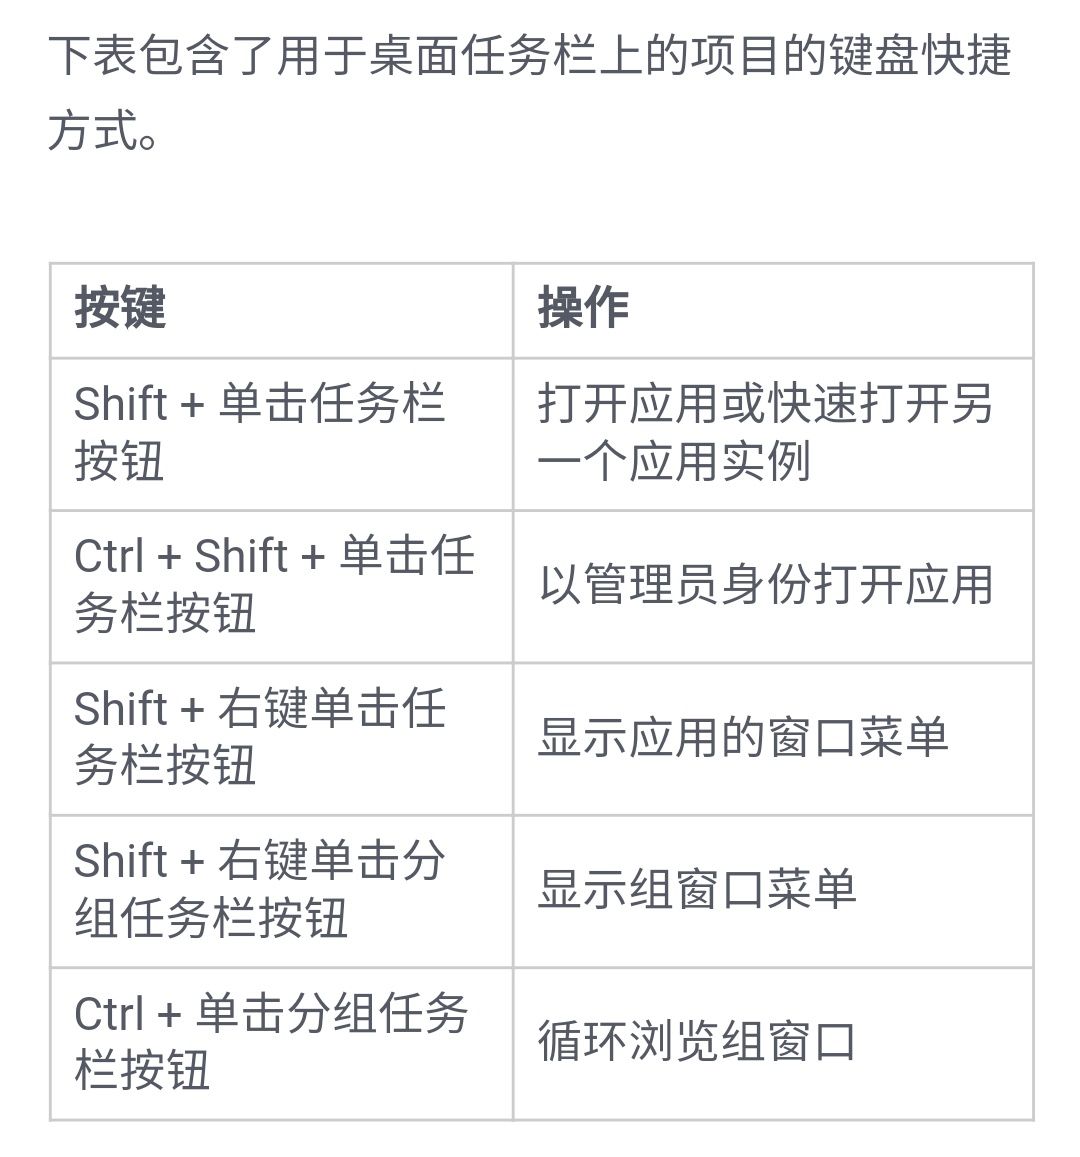 下表包含了用于桌面任务栏上的项目的键盘快捷
方式。
按键
操作
Shift + 单击任务栏
按钮
打开应用或快速打开另
一个应用实例
Ctrl + Shift + 单击任
务栏按钮
以管理员身份打开应用
Shift + 右键单击任
务栏按钮
显示应用的窗口菜单
Shift + 右键单击分
组任务栏按钮
显示组窗口菜单
Ctrl + 单击分组任务
栏按钮
循环浏览组窗口